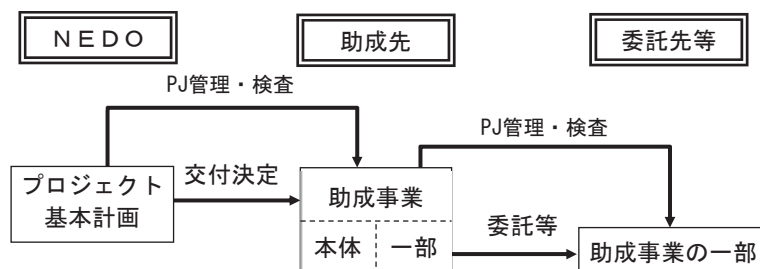 NEDO
助成先
委託先等
PJ管理・検査
PJ管理・検査
プロジェクト
基本計画
交付決定
助成事業
本体
一部
委託等
助成事業の一部